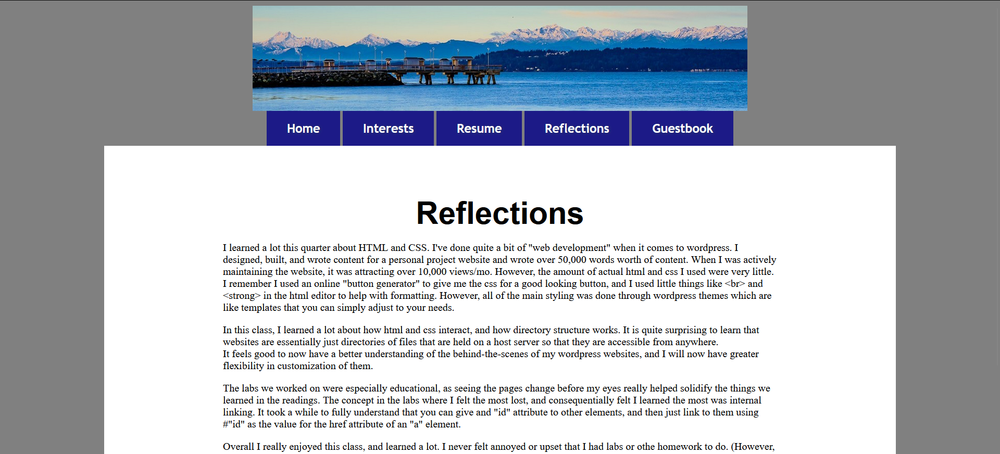 Home Interests Resume Reflections Guestbook
Reflections
I learned a lot this quarter about HTML and CSS. I've done quite a bit of "web development" when it comes to wordpress. I
designed, built, and wrote content for a personal project website and wrote over 50,000 words worth of content. When I was actively
maintaining the website, it was attracting over 10,000 views/mo. However, the amount of actual html and css I used were very little.
I remember I used an online "button generator" to give me the css for a good looking button, and I used little things like <br> and
<strong> in the html editor to help with formatting. However, all of the main styling was done through wordpress themes which are
like templates that you can simply adjust to your needs.
In this class, I learned a lot about how html and css interact, and how directory structure works. It is quite surprising to learn that
websites are essentially just directories of files that are held on a host server so that they are accessible from anywhere.
It feels good to now have a better understanding of the behind-the-scenes of my wordpress websites, and I will now have greater
flexibility in customization of them.
The labs we worked on were especially educational, as seeing the pages change before my eyes really helped solidify the things we
learned in the readings. The concept in the labs where I felt the most lost, and consequentially felt I learned the most was internal
linking. It took a while to fully understand that you can give and "id" attribute to other elements, and then just link to them using
#"id" as the value for the href attribute of an "a" element.
Overall I really enjoyed this class, and learned a lot. I never felt annoyed or upset that I had labs or othe homework to do. (However,